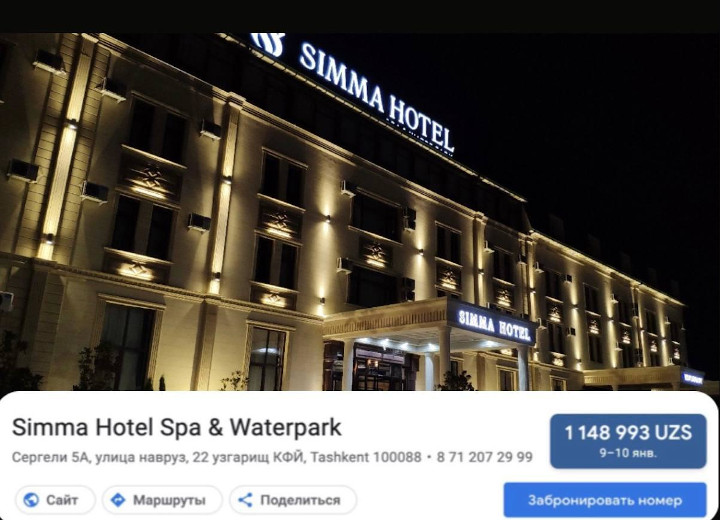 SIMMA HOTEL
SIMMA HOTEL
Simma Hotel Spa & Waterpark
1 148 993 UZS
Сергели 5А, улица навруз, 22 узгарищ КФЙ, Tashkent 100088 • 8 71 207 29 99
9–10 янв.
Сайт
Маршруты
Поделиться
Забронировать номер